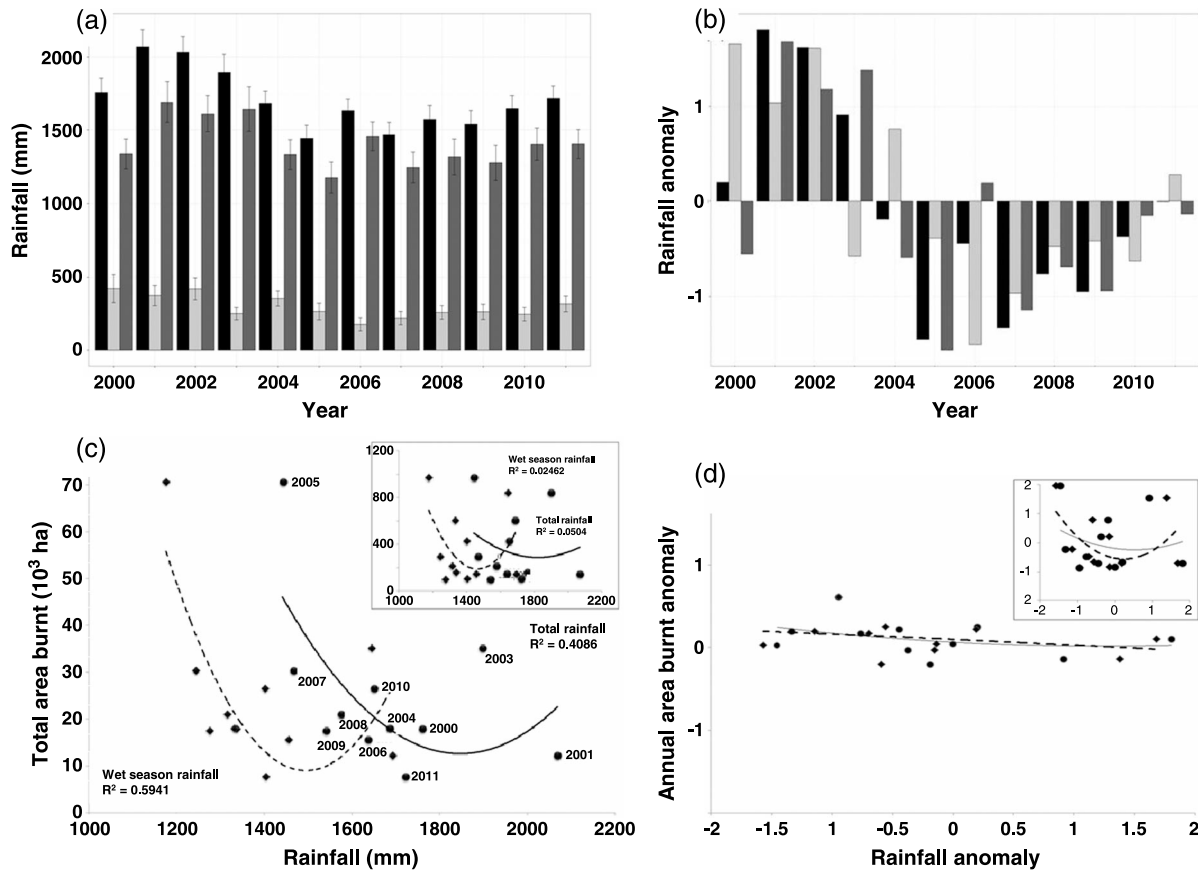 (a)
Rainfall (mm)
2000
1500
1000
500
0
2000 2002 2004 2006 2008 2010
Year
(b)
Rainfall anomaly
1
0
-1
2000 2002 2004 2006 2008 2010
Year
(c)
Total area burnt (10³ ha)
70
60
50
40
30
20
10
0
1000 1200 1400 1600 1800 2000 2200
Rainfall (mm)
2005
2003
2007
2010
2008
2004
2000
2009
2006
2001
2011
Wet season rainfall
R² = 0.5941
Total rainfall
R² = 0.4086
1200
800
400
0
1000 1400 1800 2200
Wet season rainfall
R² = 0.02462
Total rainfall
R² = 0.0504
(d)
Annual area burnt anomaly
1
0
-1
-2 -1.5 -1 -0.5 0 0.5 1 1.5 2
Rainfall anomaly
2
1
0
-1
2
1
0
-1
-2 -1 0 1 2